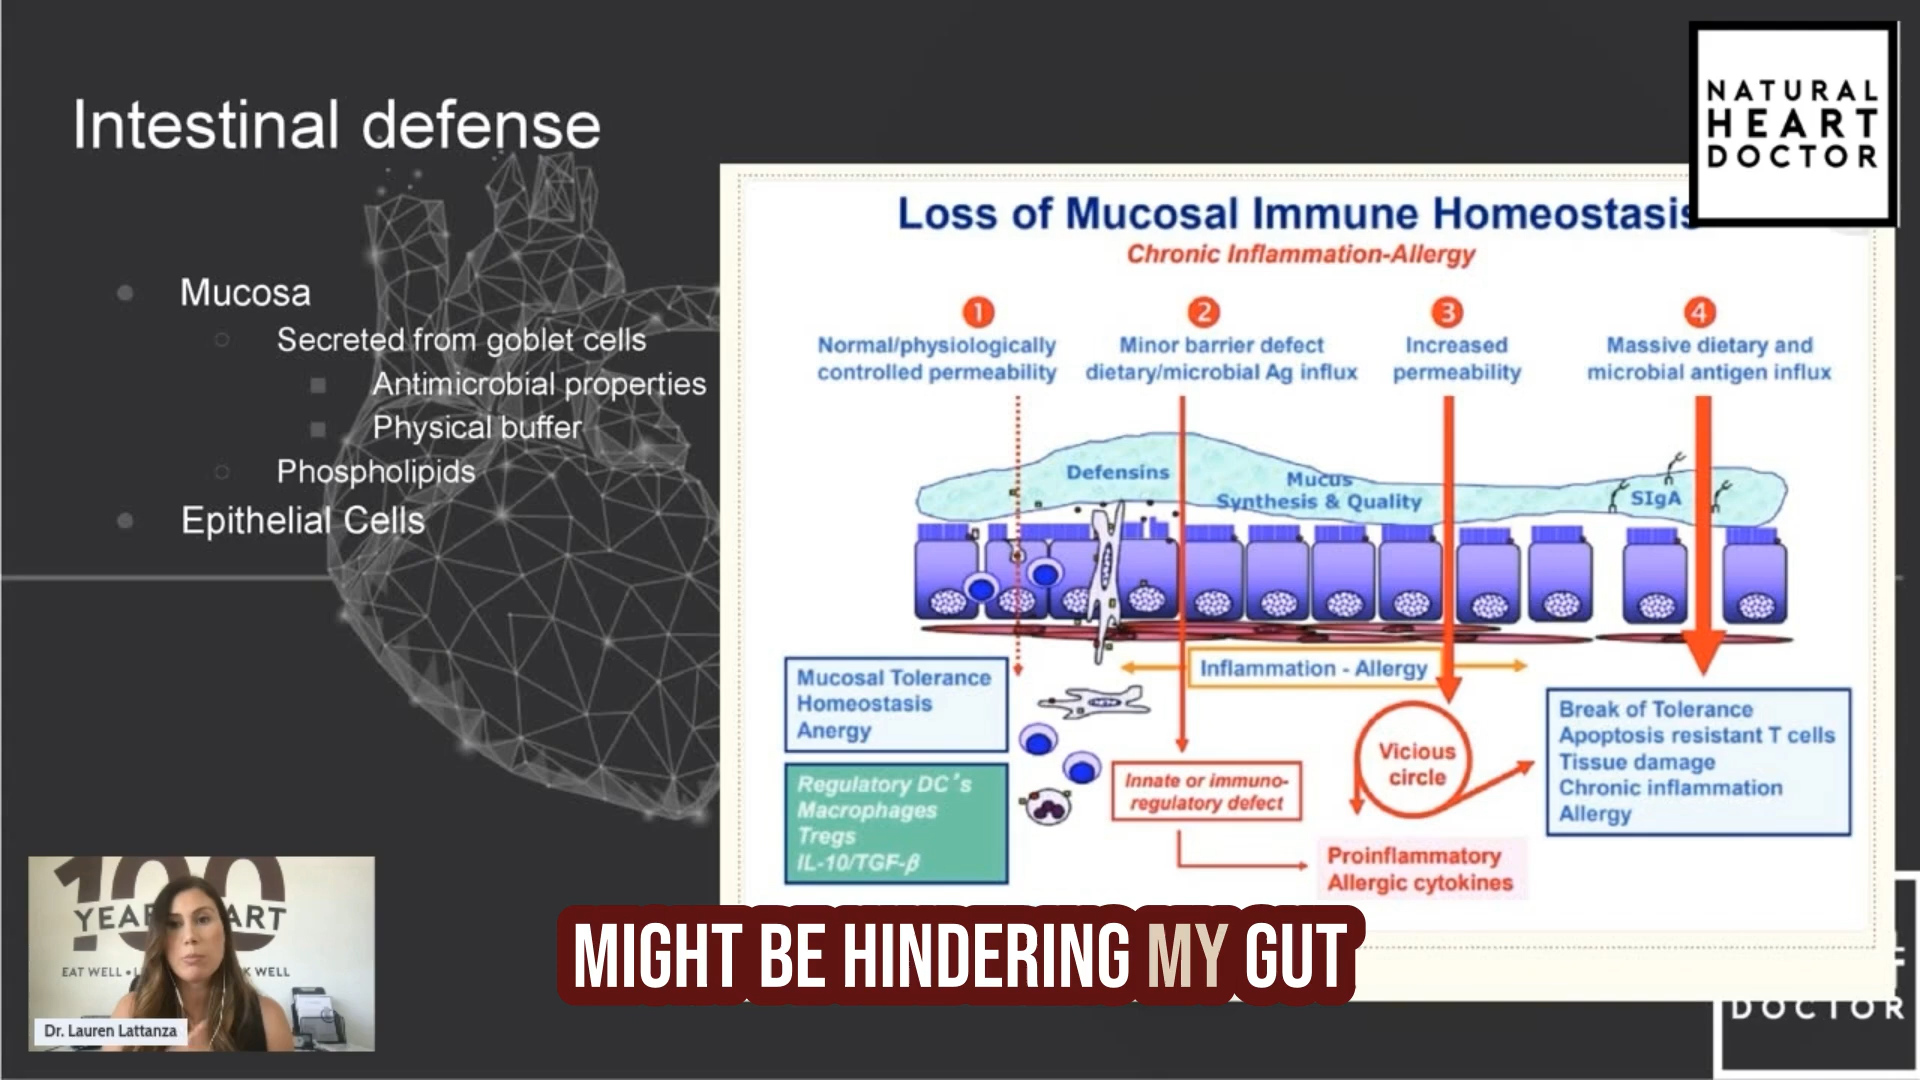 Intestinal defense
Mucosa
Secreted from goblet cells
Antimicrobial properties
Physical buffer
Phospholipids
Epithelial Cells
NATURAL
HEART
DOCTOR
Loss of Mucosal Immune Homeostasis
Chronic Inflammation-Allergy
1
2
3
4
Normal/physiologically
controlled permeability
Minor barrier defect
dietary/microbial Ag influx
Increased
permeability
Massive dietary and
microbial antigen influx
Defensins
Mucus
Synthesis & Quality
SIgA
Inflammation - Allergy
Mucosal Tolerance
Homeostasis
Anergy
Regulatory DC's
Macrophages
Tregs
IL-10/TGF-β
Innate or immuno-
regulatory defect
Vicious
circle
Proinflammatory
Allergic cytokines
Break of Tolerance
Apoptosis resistant T cells
Tissue damage
Chronic inflammation
Allergy
MIGHT BE HINDERING MY GUT
100
EAT WELL
WELL
Dr. Lauren Lattanza
DOCTOR